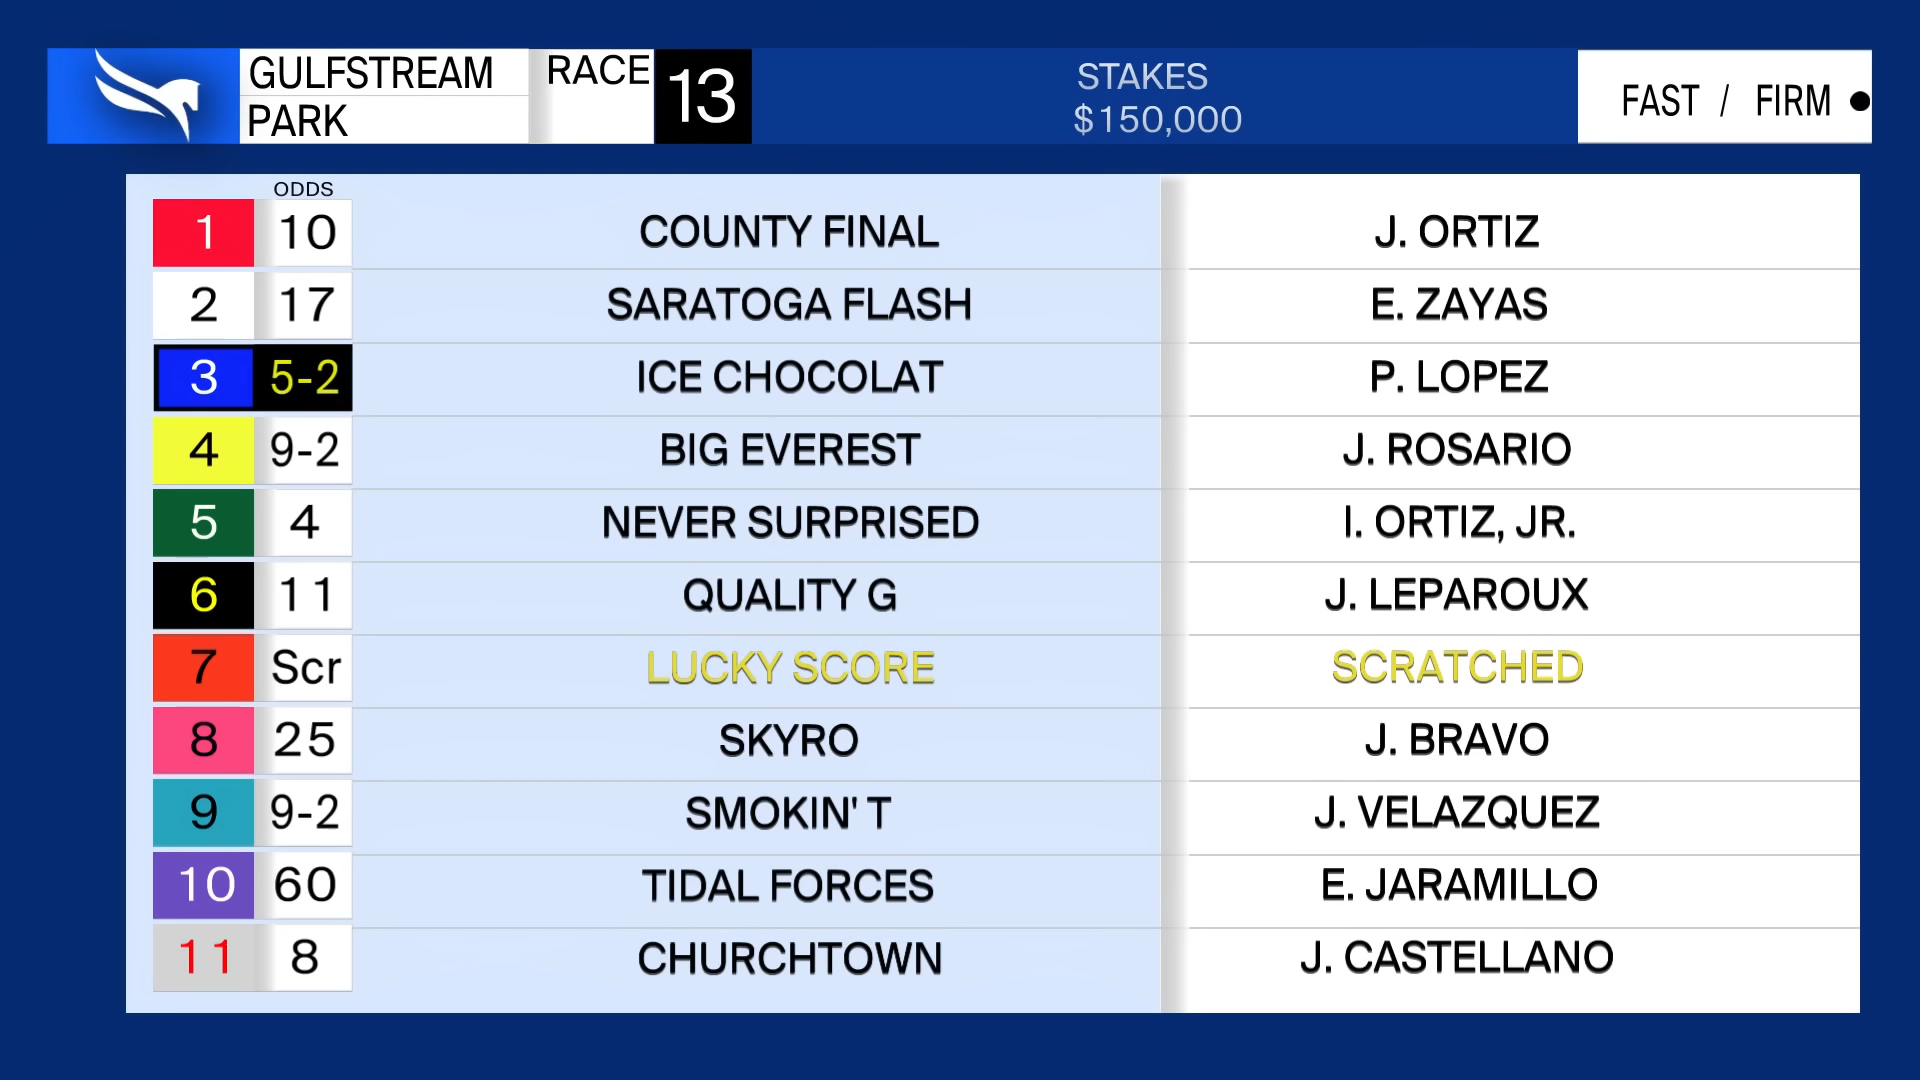 GULFSTREAM
PARK
RACE 13
STAKES
$150,000
FAST / FIRM
ODDS
1 10 COUNTY FINAL J. ORTIZ
2 17 SARATOGA FLASH E. ZAYAS
3 5-2 ICE CHOCOLAT P. LOPEZ
4 9-2 BIG EVEREST J. ROSARIO
5 4 NEVER SURPRISED I. ORTIZ, JR.
6 11 QUALITY G J. LEPAROUX
7 Scr LUCKY SCORE SCRATCHED
8 25 SKYRO J. BRAVO
9 9-2 SMOKIN' T J. VELAZQUEZ
10 60 TIDAL FORCES E. JARAMILLO
11 8 CHURCHTOWN J. CASTELLANO